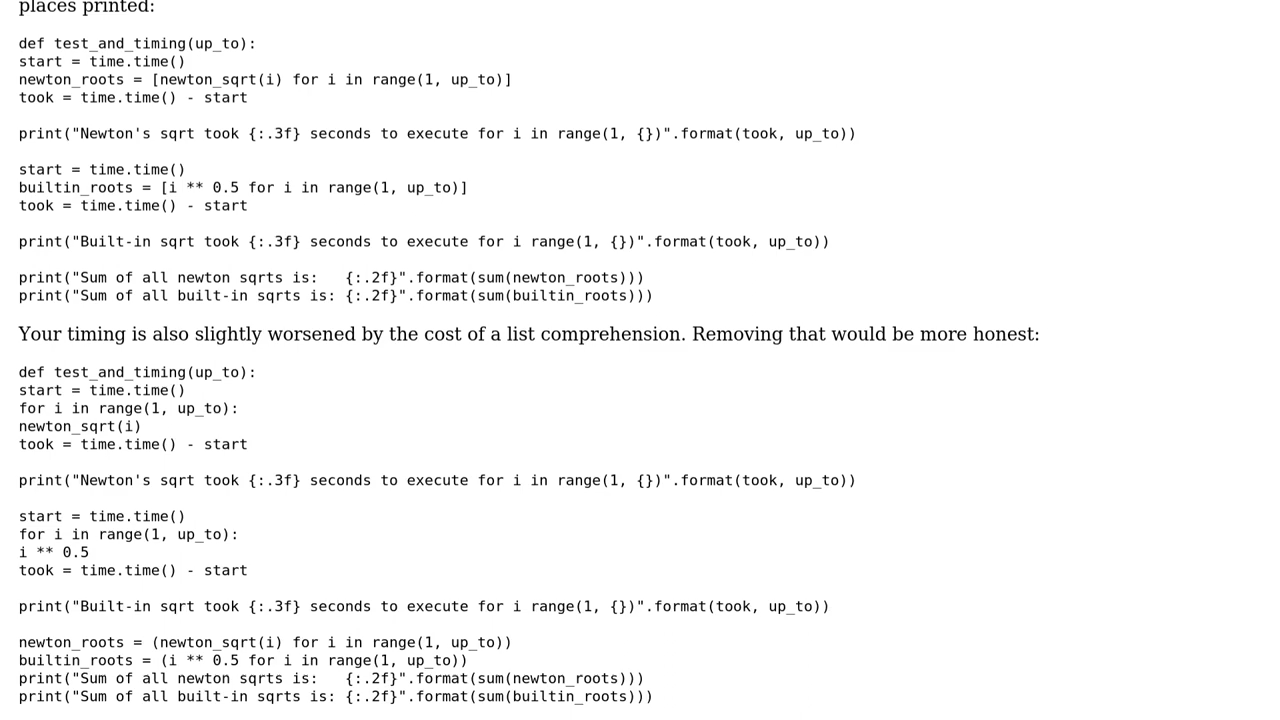 places printed:
def test_and_timing(up_to):
start = time.time()
newton_roots = [newton_sqrt(i) for i in range(1, up_to)]
took = time.time() - start
print("Newton's sqrt took {:.3f} seconds to execute for i in range(1, {})".format(took, up_to))
start = time.time()
builtin_roots = [i ** 0.5 for i in range(1, up_to)]
took = time.time() - start
print("Built-in sqrt took {:.3f} seconds to execute for i range(1, {})".format(took, up_to))
print("Sum of all newton sqrts is:   {:.2f}".format(sum(newton_roots)))
print("Sum of all built-in sqrts is: {:.2f}".format(sum(builtin_roots)))
Your timing is also slightly worsened by the cost of a list comprehension. Removing that would be more honest:
def test_and_timing(up_to):
start = time.time()
for i in range(1, up_to):
newton_sqrt(i)
took = time.time() - start
print("Newton's sqrt took {:.3f} seconds to execute for i in range(1, {})".format(took, up_to))
start = time.time()
for i in range(1, up_to):
i ** 0.5
took = time.time() - start
print("Built-in sqrt took {:.3f} seconds to execute for i range(1, {})".format(took, up_to))
newton_roots = (newton_sqrt(i) for i in range(1, up_to))
builtin_roots = (i ** 0.5 for i in range(1, up_to))
print("Sum of all newton sqrts is:   {:.2f}".format(sum(newton_roots)))
print("Sum of all built-in sqrts is: {:.2f}".format(sum(builtin_roots)))